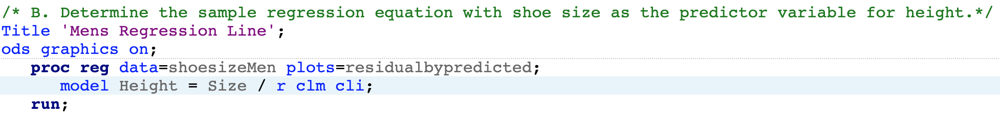 /* B. Determine the sample regression equation with shoe size as the predictor variable for height.*/
Title 'Mens Regression Line';
ods graphics on;
proc reg data=shoesizeMen plots=residualbypredicted;
model Height = Size / r clm cli;
run;